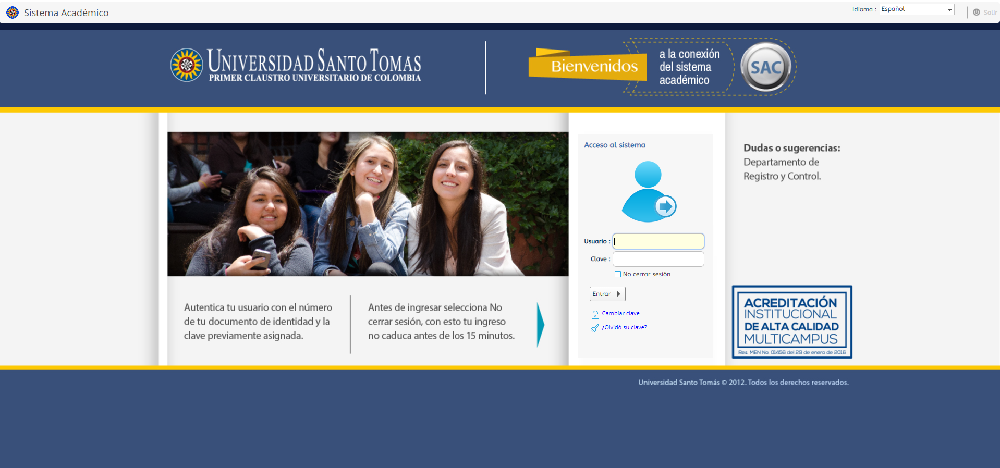 Sistema Académico
Idioma :
Español
Salir
UNIVERSIDAD SANTO TOMAS
PRIMER CLAUSTRO UNIVERSITARIO DE COLOMBIA
Bienvenidos
a la conexión
del sistema
académico
SAC
Acceso al sistema
Usuario :
Clave :
No cerrar sesión
Entrar
Cambiar clave
¿Olvidó su clave?
Dudas o sugerencias:
Departamento de
Registro y Control.
Autentica tu usuario con el número
de tu documento de identidad y la
clave previamente asignada.
Antes de ingresar selecciona No
cerrar sesión, con esto tu ingreso
no caduca antes de los 15 minutos.
ACREDITACIÓN
INSTITUCIONAL
DE ALTA CALIDAD
MULTICAMPUS
Res. MEN No. 01456 del 29 de enero de 2016
Universidad Santo Tomás © 2012. Todos los derechos reservados.